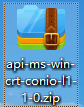 api-ms-win-
crt-conio-l1-
1-0.zip